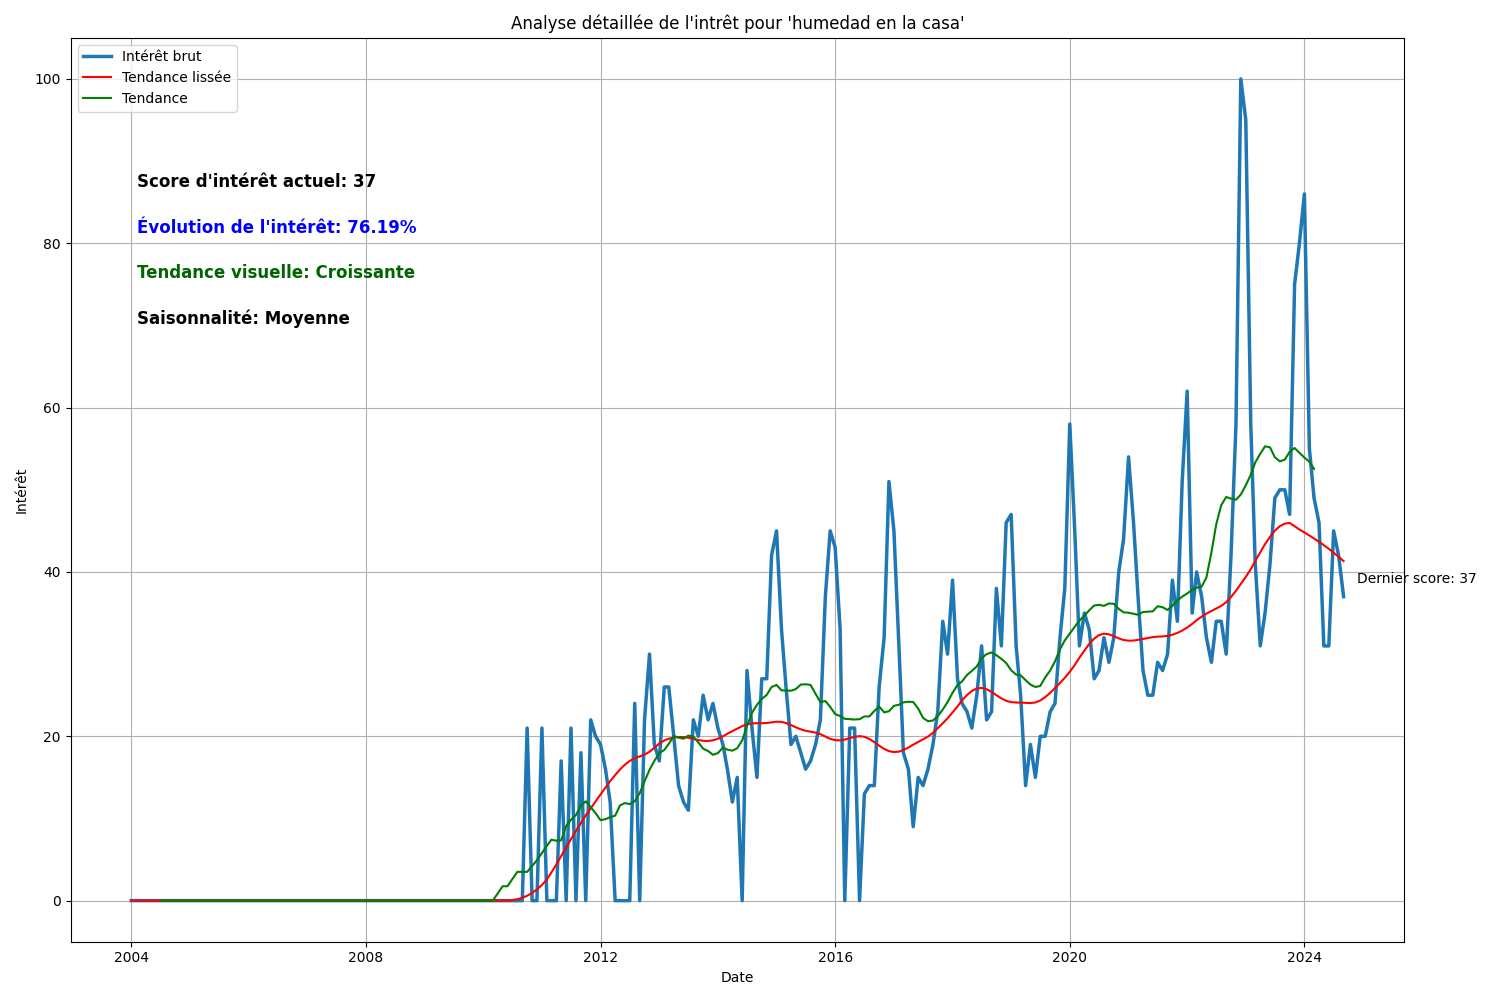 Analyse détaillée de l'intrêt pour 'humedad en la casa'
Intérêt brut
Tendance lissée
Tendance
Score d'intérêt actuel: 37
Évolution de l'intérêt: 76.19%
Tendance visuelle: Croissante
Saisonnalité: Moyenne
Dernier score: 37
Intérêt
100
80
60
40
20
0
2004
2008
2012
2016
2020
2024
Date